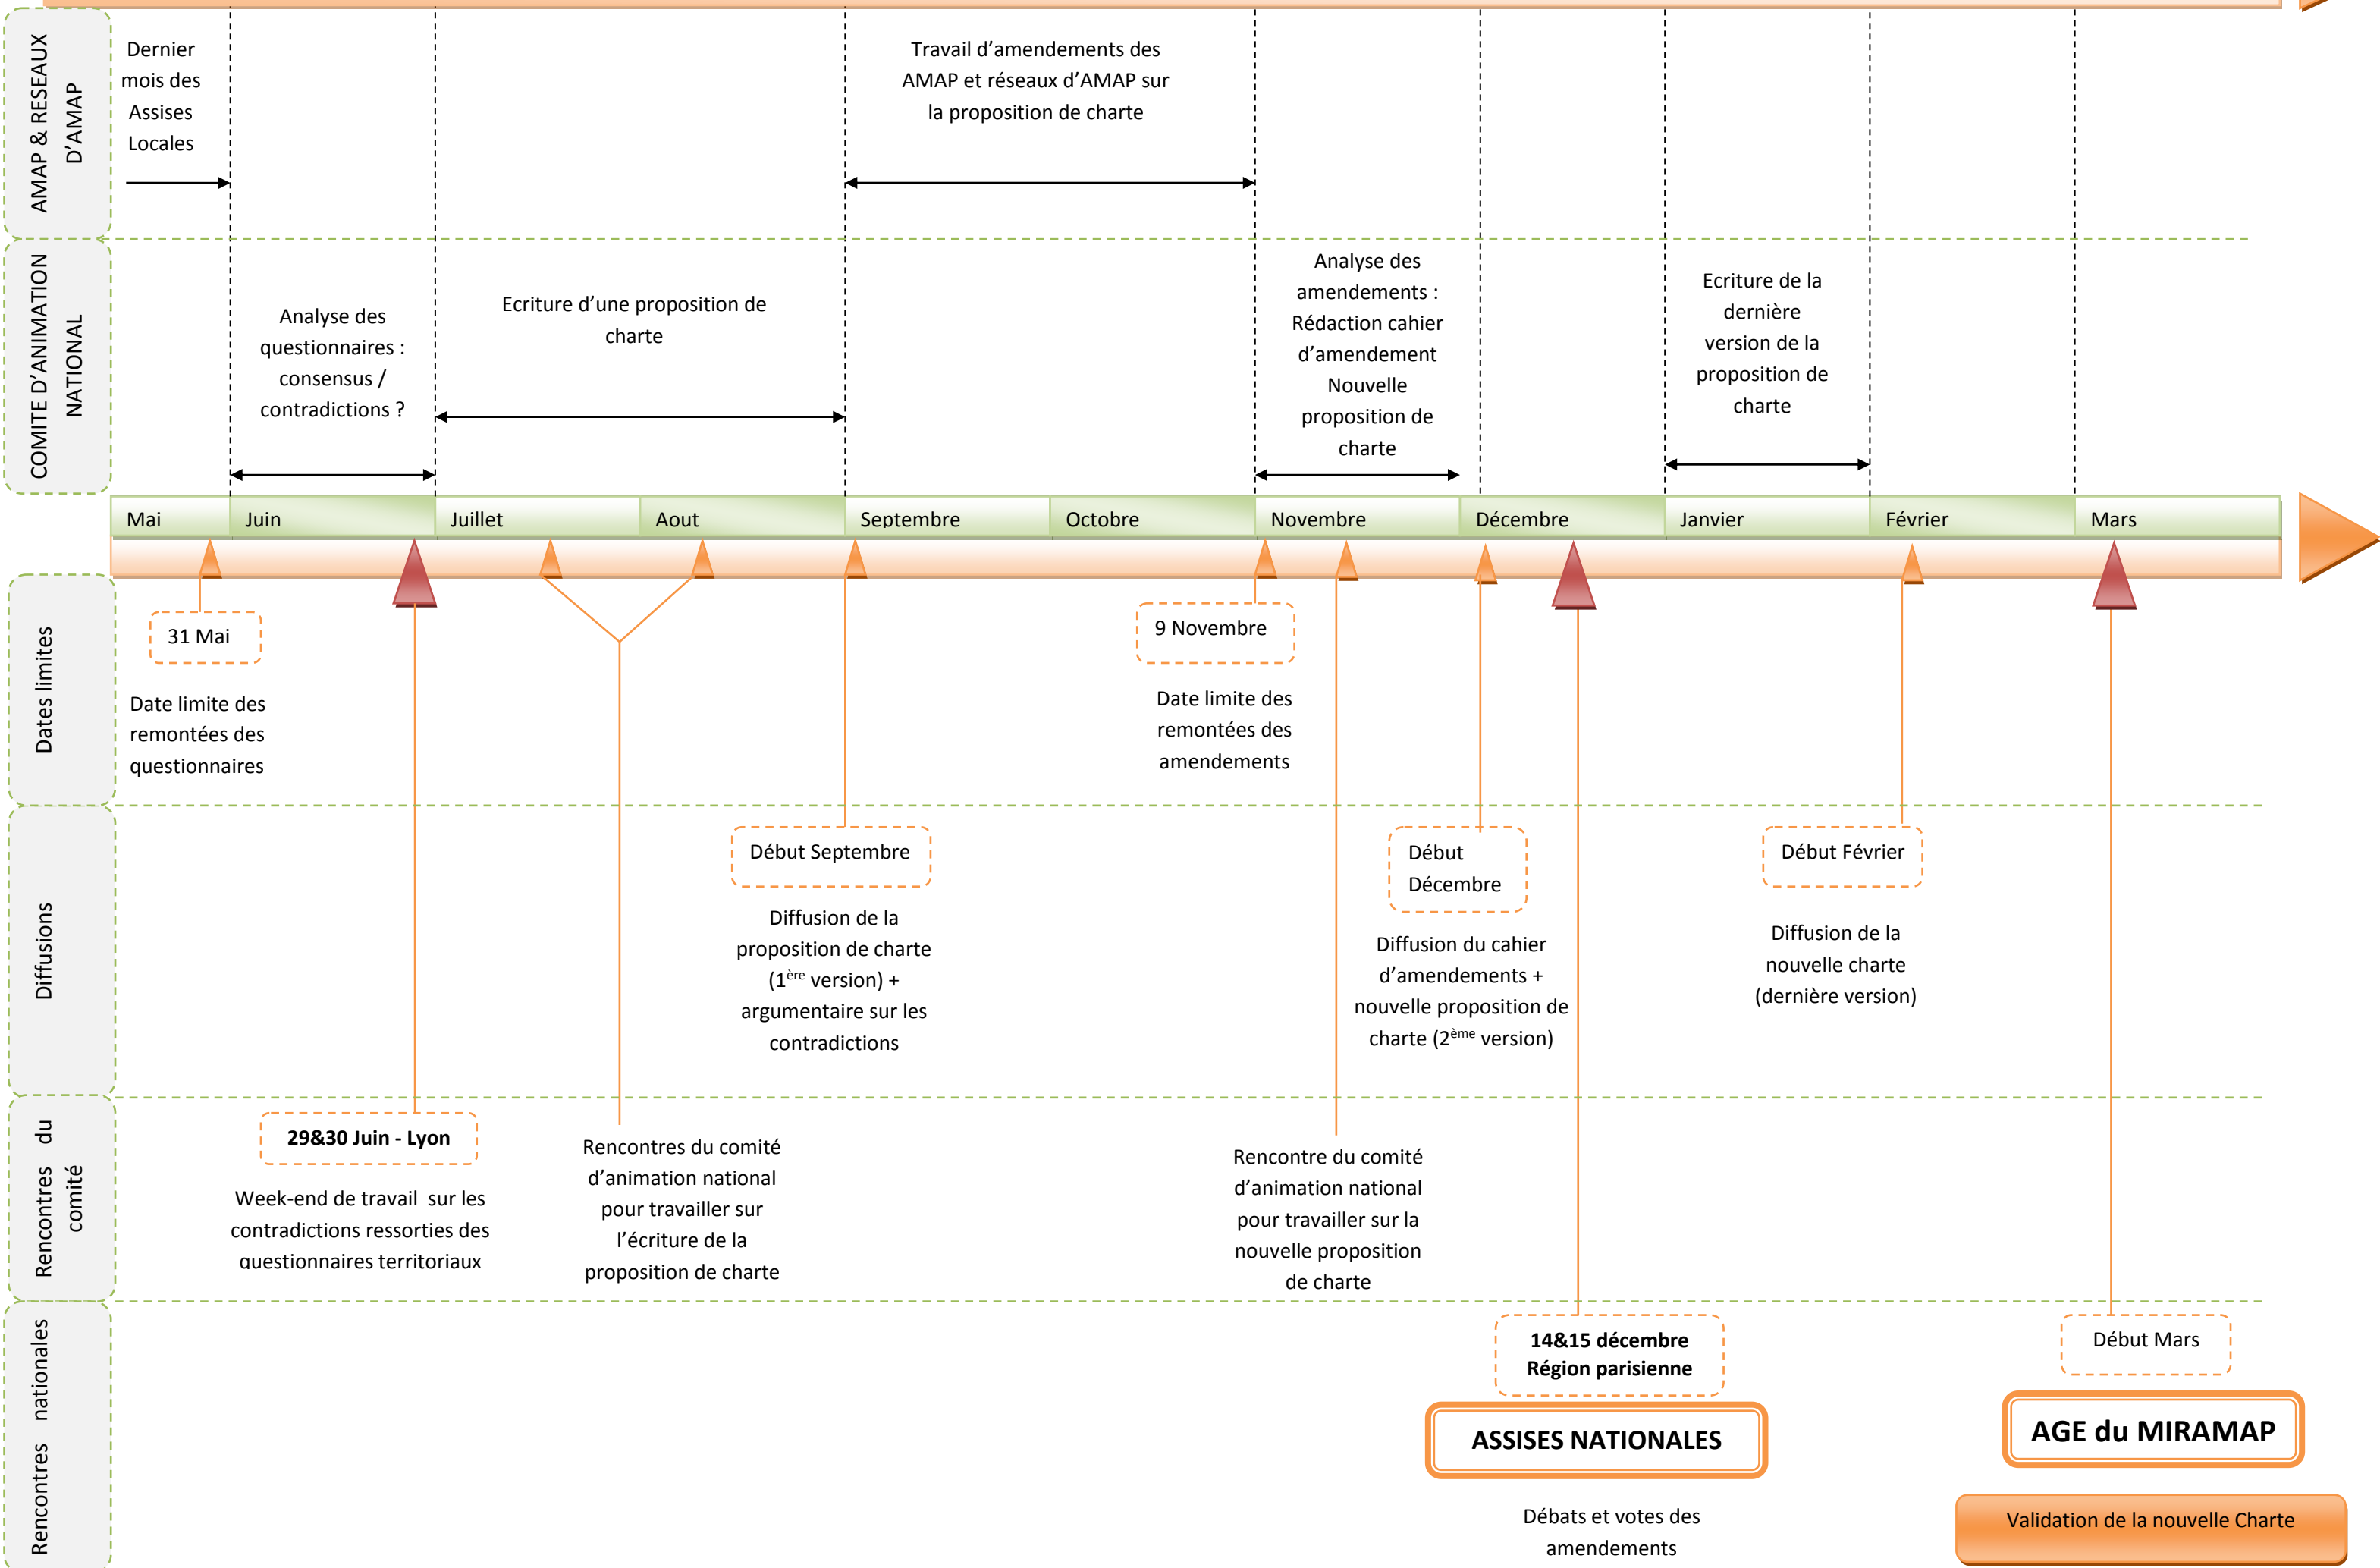 AMAP & RESEAUX
D’AMAP
Dernier
mois des
Assises
Locales
Travail d’amendements des
AMAP et réseaux d’AMAP sur
la proposition de charte
COMITE D’ANIMATION
NATIONAL
Analyse des
questionnaires :
consensus /
contradictions ?
Ecriture d’une proposition de
charte
Analyse des
amendements :
Rédaction cahier
d’amendement
Nouvelle
proposition de
charte
Ecriture de la
dernière
version de la
proposition de
charte
Mai
Juin
Juillet
Aout
Septembre
Octobre
Novembre
Décembre
Janvier
Février
Mars
Dates limites
31 Mai
Date limite des
remontées des
questionnaires
9 Novembre
Date limite des
remontées des
amendements
Diffusions
Début Septembre
Diffusion de la
proposition de charte
(1ère version) +
argumentaire sur les
contradictions
Début
Décembre
Diffusion du cahier
d’amendements +
nouvelle proposition de
charte (2ème version)
Début Février
Diffusion de la
nouvelle charte
(dernière version)
Rencontres du
comité
29&30 Juin - Lyon
Week-end de travail sur les
contradictions ressorties des
questionnaires territoriaux
Rencontres du comité
d’animation national
pour travailler sur
l’écriture de la
proposition de charte
Rencontre du comité
d’animation national
pour travailler sur la
nouvelle proposition
de charte
Rencontres nationales
14&15 décembre
Région parisienne
ASSISES NATIONALES
Débats et votes des
amendements
Début Mars
AGE du MIRAMAP
Validation de la nouvelle Charte